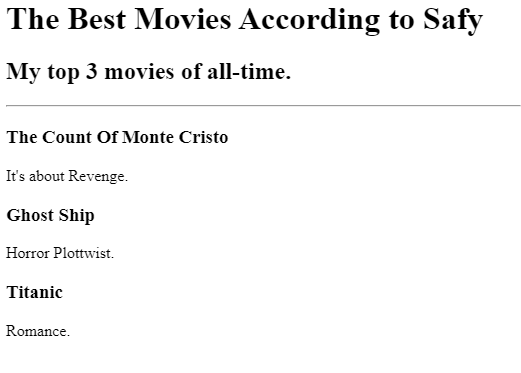 The Best Movies According to Safy
My top 3 movies of all-time.
The Count Of Monte Cristo
It's about Revenge.
Ghost Ship
Horror Plottwist.
Titanic
Romance.